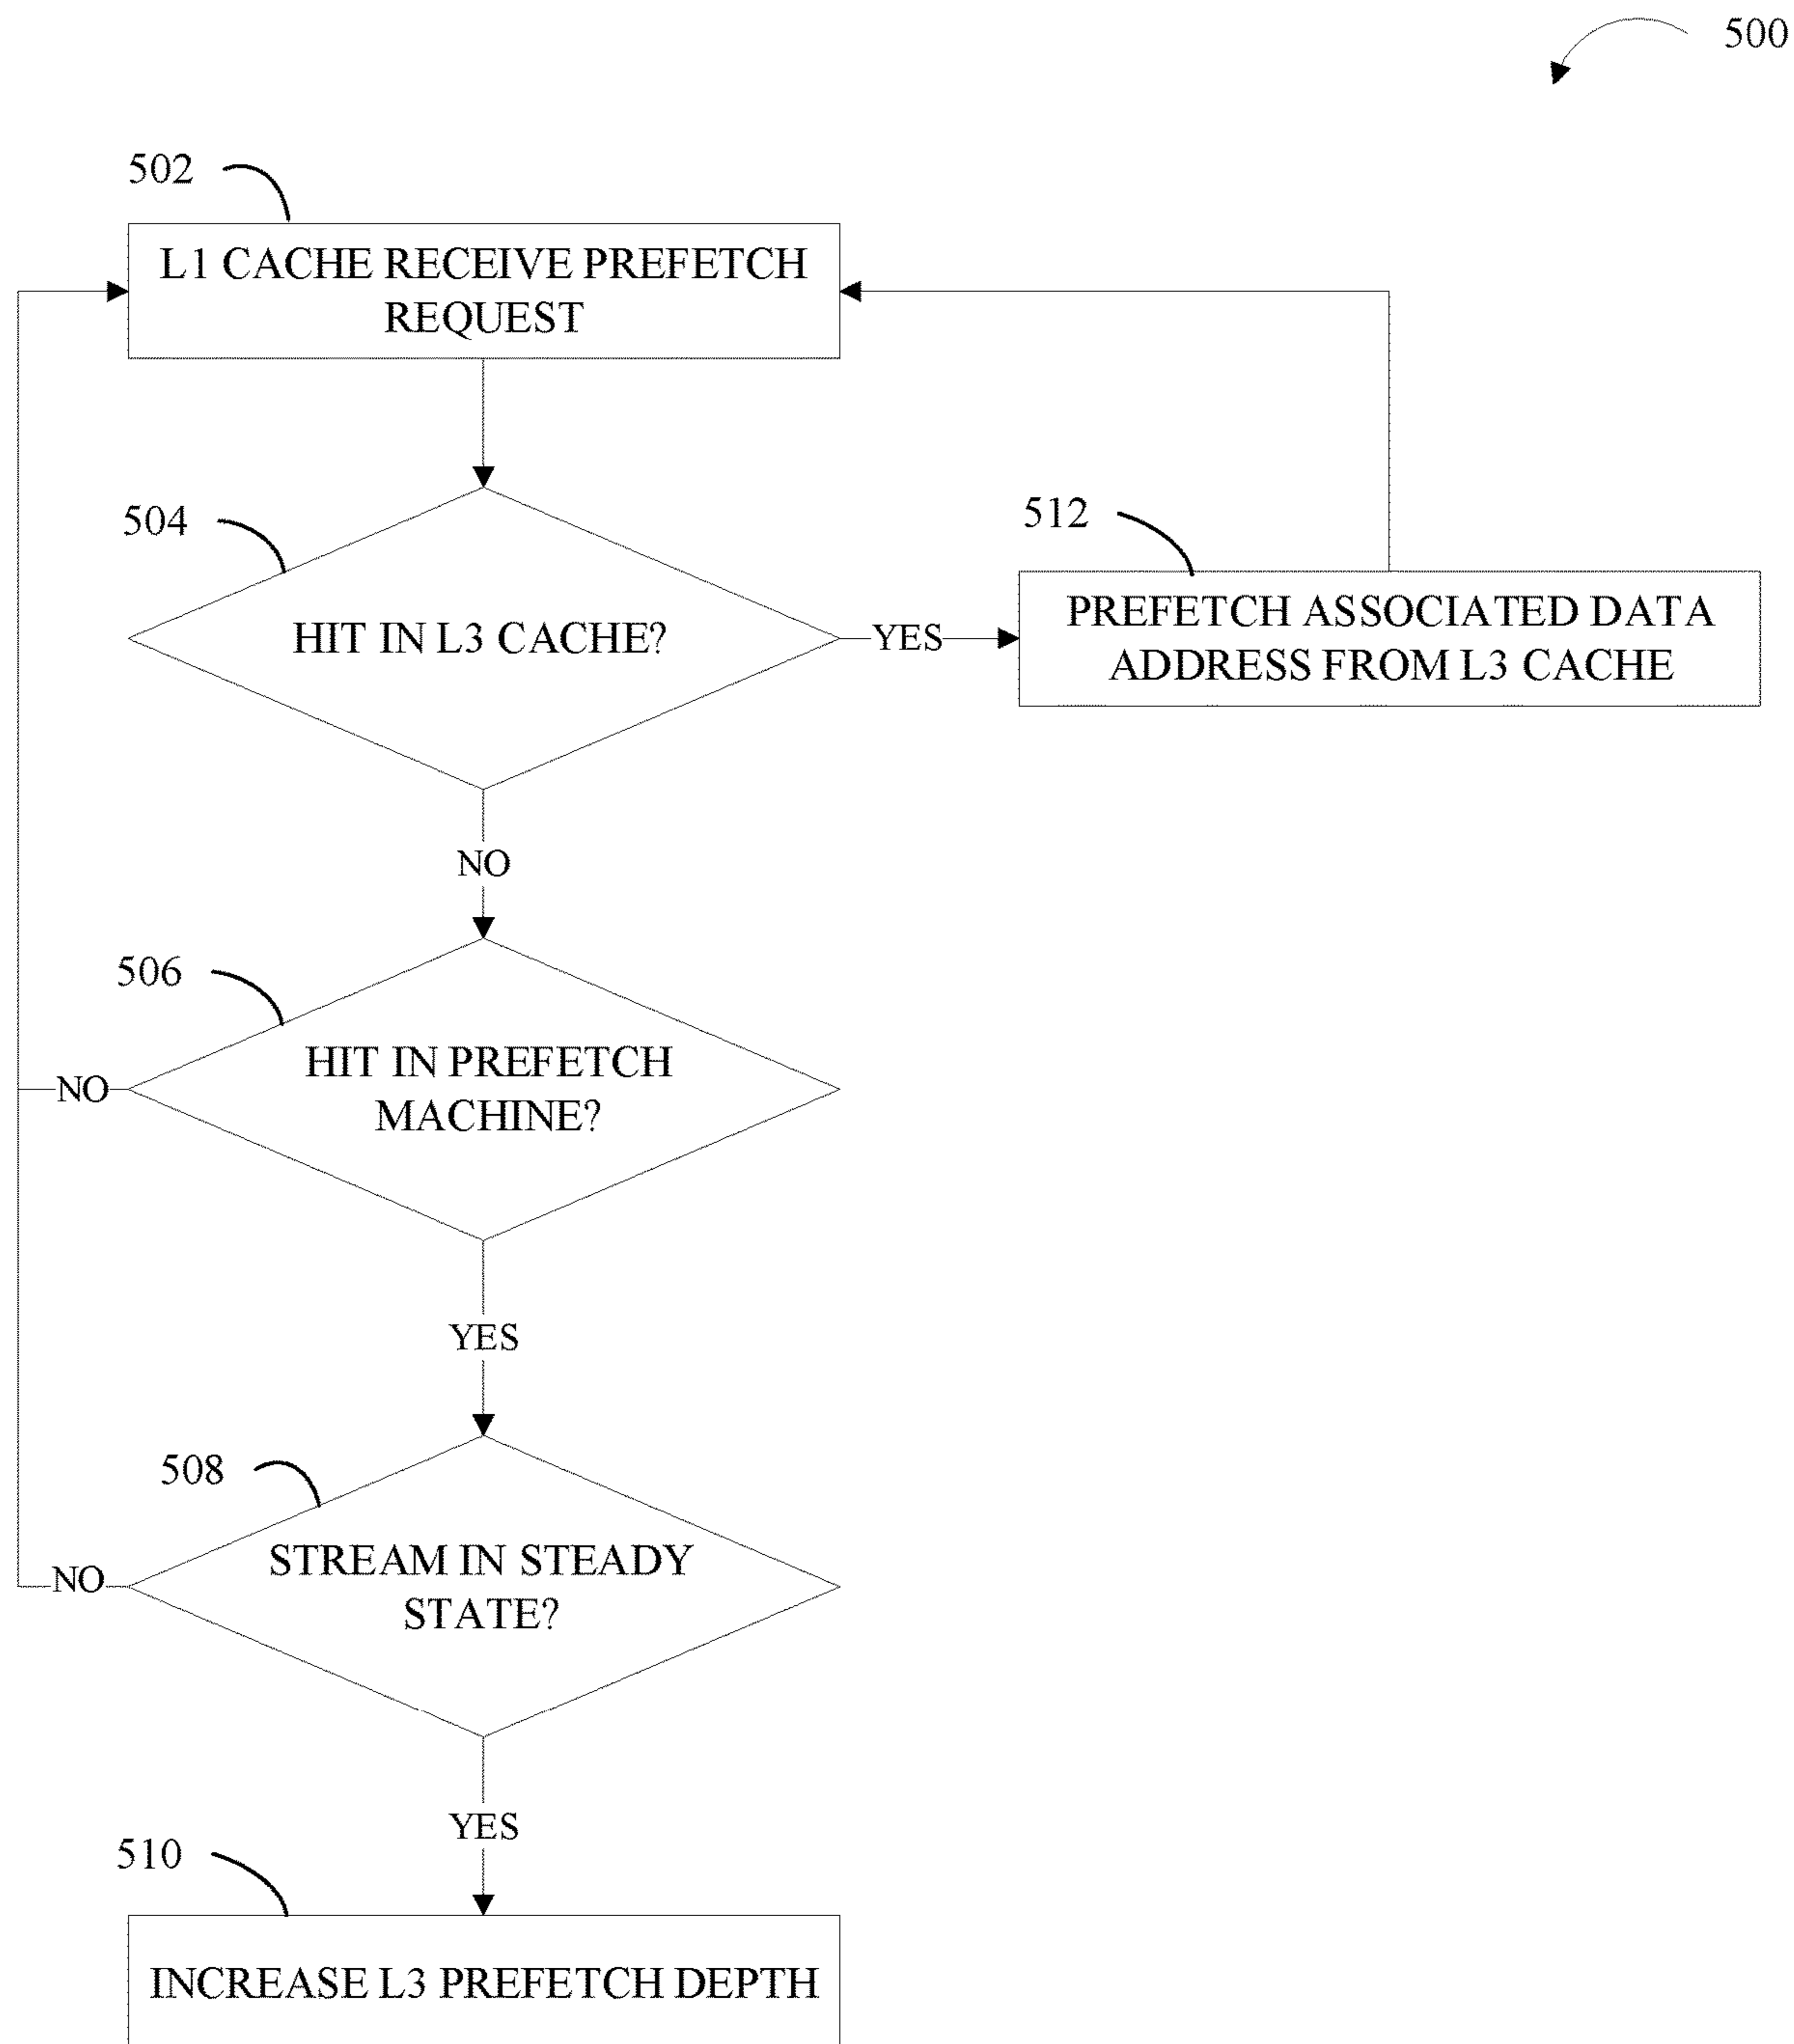 500
502
L1 CACHE RECEIVE PREFETCH
REQUEST
504
HIT IN L3 CACHE?
YES
512
PREFETCH ASSOCIATED DATA
ADDRESS FROM L3 CACHE
NO
506
HIT IN PREFETCH
MACHINE?
NO
YES
508
STREAM IN STEADY
STATE?
NO
YES
510
INCREASE L3 PREFETCH DEPTH